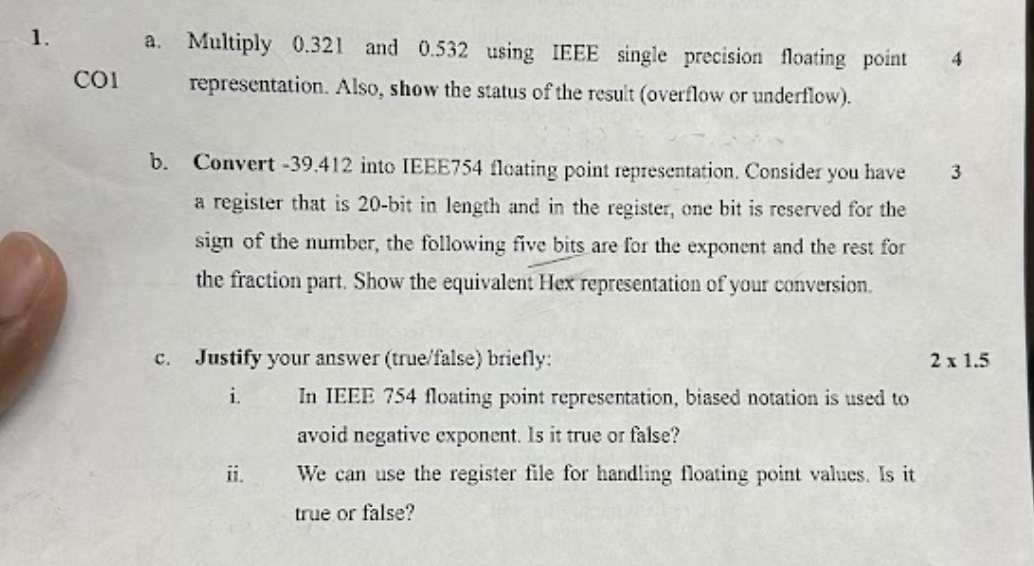 1. a. Multiply 0.321 and 0.532 using IEEE single precision floating point 4
CO1 representation. Also, show the status of the result (overflow or underflow).
b. Convert -39.412 into IEEE754 floating point representation. Consider you have 3
a register that is 20-bit in length and in the register, one bit is reserved for the
sign of the number, the following five bits are for the exponent and the rest for
the fraction part. Show the equivalent Hex representation of your conversion.
c. Justify your answer (true/false) briefly: 2 x 1.5
i. In IEEE 754 floating point representation, biased notation is used to
avoid negative exponent. Is it true or false?
ii. We can use the register file for handling floating point values. Is it
true or false?